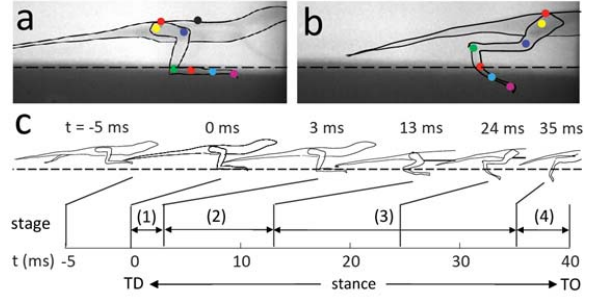 a
b
c
t = -5 ms 0 ms 3 ms 13 ms 24 ms 35 ms
stage (1) (2) (3) (4)
t (ms) -5 0 10 20 30 40
TD stance TO